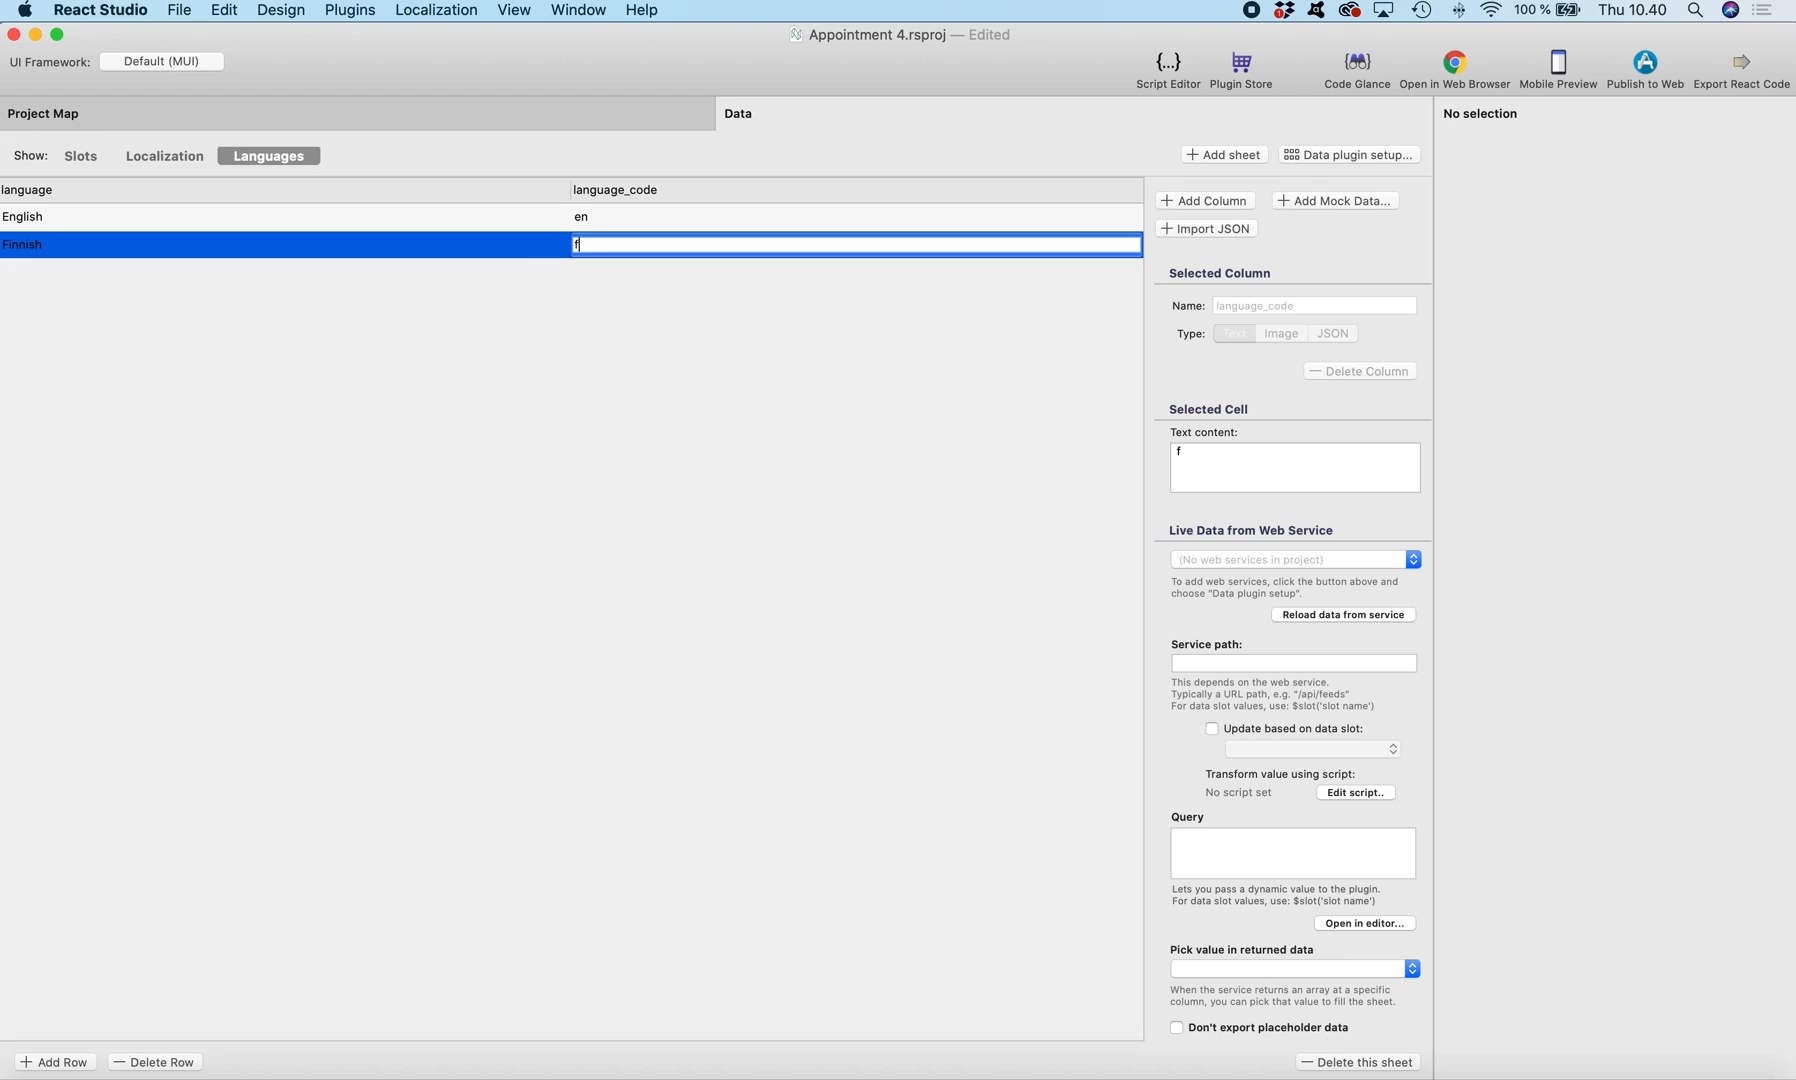 React Studio File Edit Design Plugins Localization View Window Help 1 100 % Thu 10.40
Appointment 4.rsproj — Edited
UI Framework: Default (MUI)
{...}
Script Editor Plugin Store Code Glance Open in Web Browser Mobile Preview Publish to Web Export React Code
Project Map Data No selection
Show: Slots Localization Languages + Add sheet Data plugin setup...
language language_code
English en
Finnish f
+ Add Column + Add Mock Data...
+ Import JSON
Selected Column
Name: language_code
Type: Text Image JSON
— Delete Column
Selected Cell
Text content:
f
Live Data from Web Service
(No web services in project)
To add web services, click the button above and
choose "Data plugin setup".
Reload data from service
Service path:
This depends on the web service.
Typically a URL path, e.g. "/api/feeds"
For data slot values, use: $slot('slot name')
Update based on data slot:
Transform value using script:
No script set Edit script..
Query
Lets you pass a dynamic value to the plugin.
For data slot values, use: $slot('slot name')
Open in editor...
Pick value in returned data
When the service returns an array at a specific
column, you can pick that value to fill the sheet.
Don't export placeholder data
+ Add Row — Delete Row — Delete this sheet